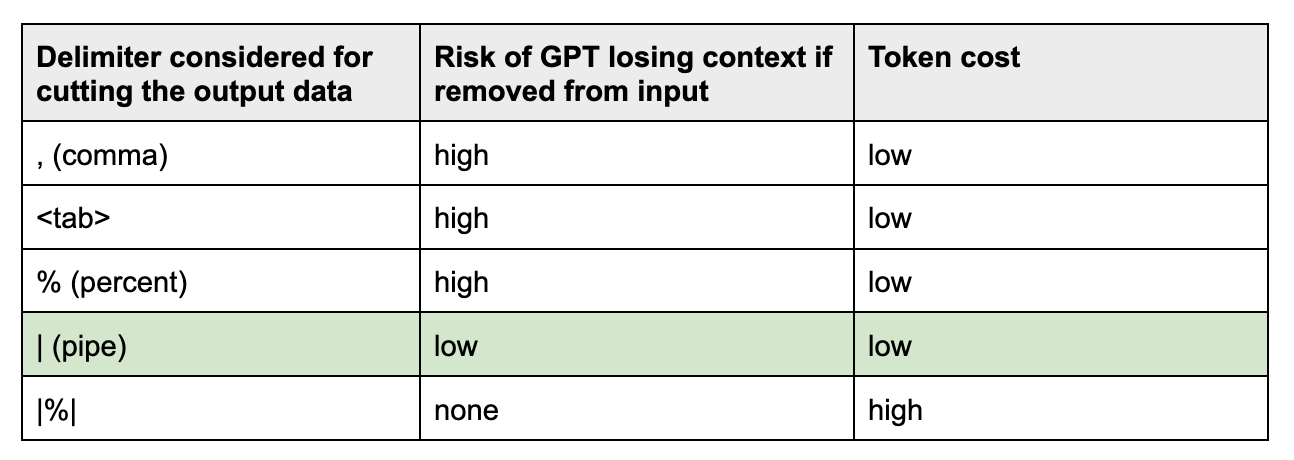 Delimiter considered for cutting the output data
Risk of GPT losing context if removed from input
Token cost
, (comma)
high
low
<tab>
high
low
% (percent)
high
low
| (pipe)
low
low
|%|
none
high